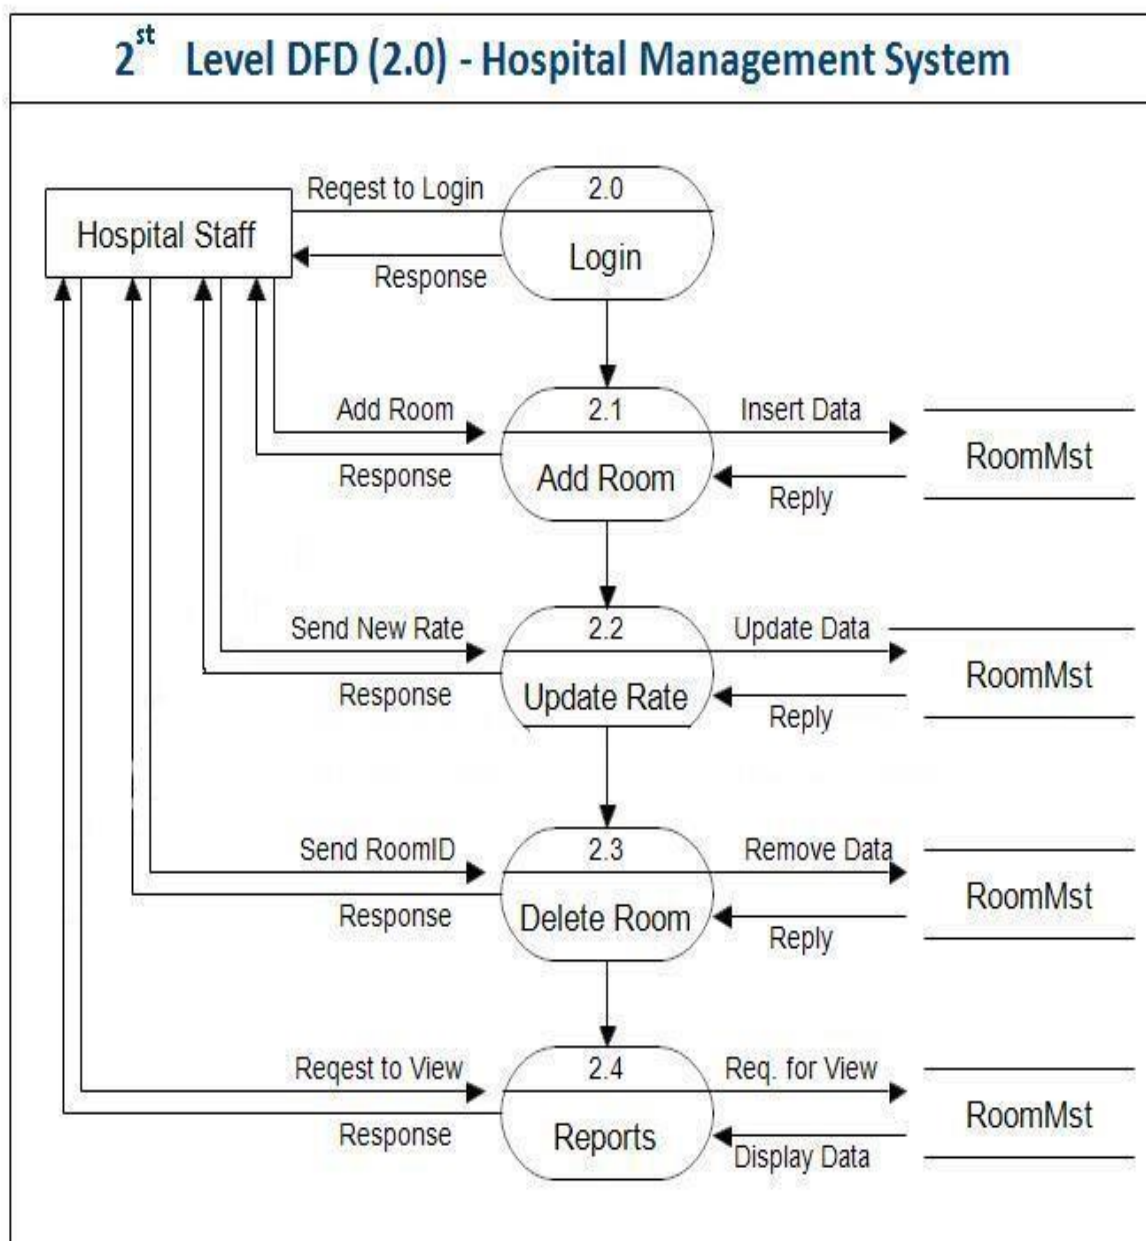 2st Level DFD (2.0) - Hospital Management System
Reqest to Login
2.0
Hospital Staff
Login
Response
Add Room
2.1
Insert Data
Response
Add Room
Reply
RoomMst
Send New Rate
2.2
Update Data
Response
Update Rate
Reply
RoomMst
Send RoomID
2.3
Remove Data
Response
Delete Room
Reply
RoomMst
Reqest to View
2.4
Req. for View
Response
Reports
Display Data
RoomMst